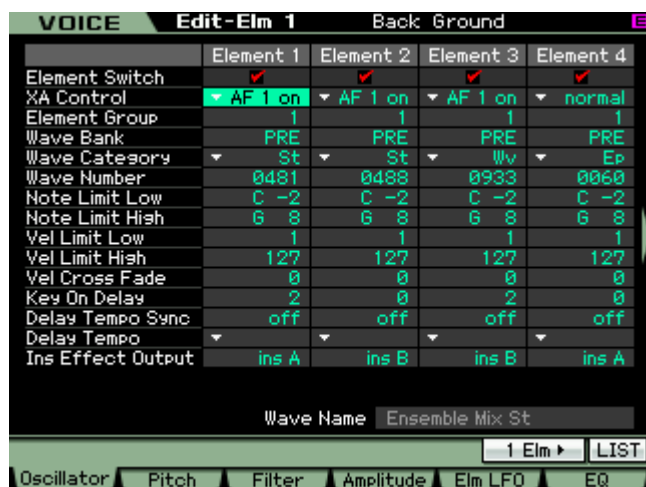 VOICE Edit-Elm 1 Back Ground E
Element 1 Element 2 Element 3 Element 4
Element Switch
XA Control AF 1 on AF 1 on AF 1 on normal
Element Group 1 1 1 1
Wave Bank PRE PRE PRE PRE
Wave Category St St Wv Ep
Wave Number 0481 0488 0933 0060
Note Limit Low C -2 C -2 C -2 C -2
Note Limit High G 8 G 8 G 8 G 8
Vel Limit Low 1 1 1 1
Vel Limit High 127 127 127 127
Vel Cross Fade 0 0 0 0
Key On Delay 2 0 2 0
Delay Tempo Sync off off off off
Delay Tempo
Ins Effect Output ins A ins B ins B ins A
Wave Name Ensemble Mix St
1 Elm LIST
Oscillator Pitch Filter Amplitude Elm LFO EQ